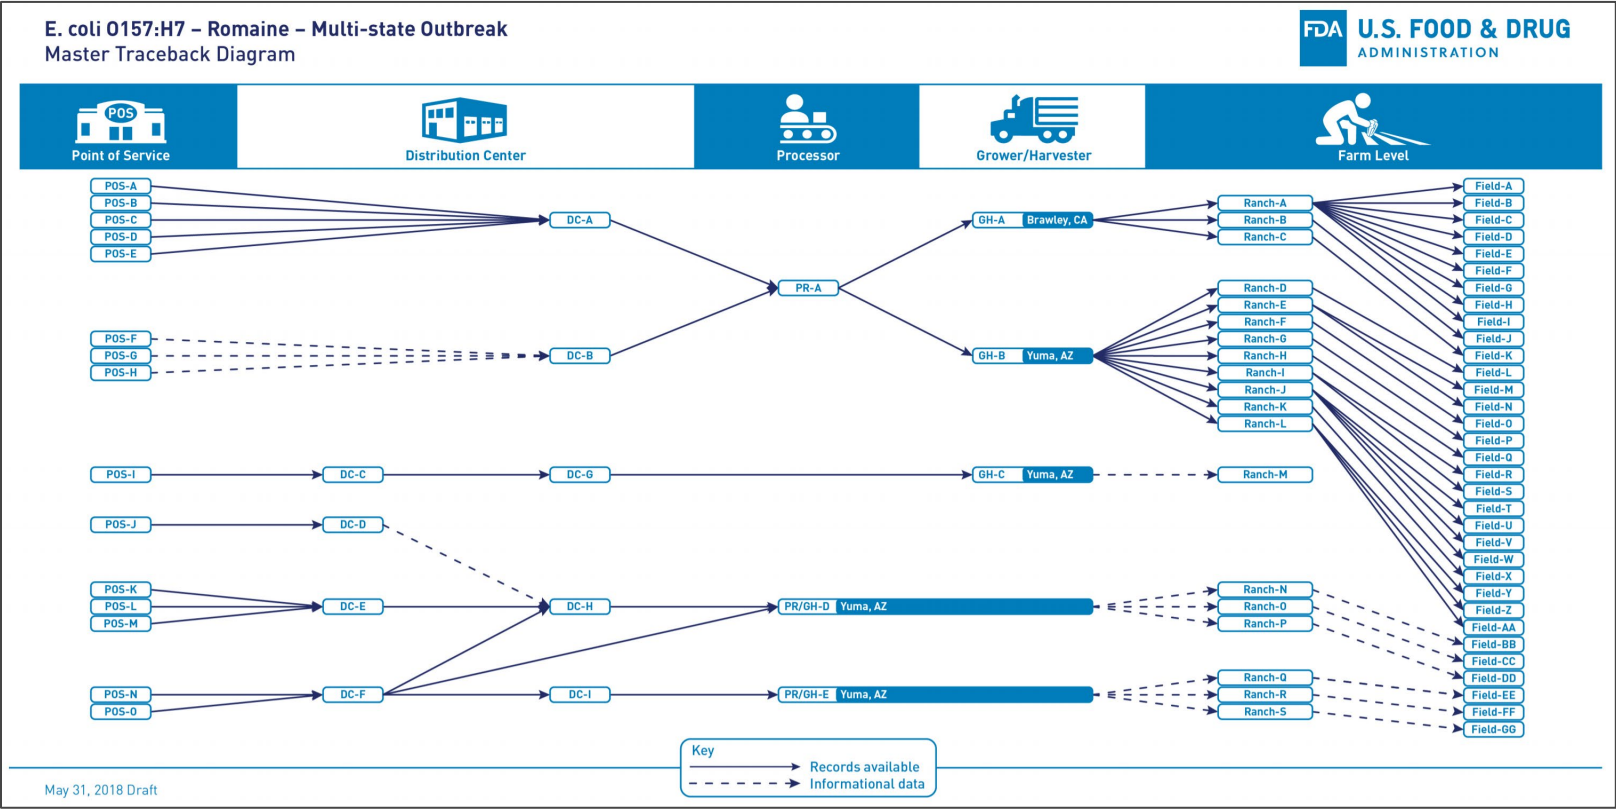 E. coli O157:H7 – Romaine – Multi-state Outbreak
Master Traceback Diagram
FDA U.S. FOOD & DRUG
ADMINISTRATION
POS
Point of Service
Distribution Center
Processor
Grower/Harvester
Farm Level
POS-A
POS-B
POS-C
POS-D
POS-E
POS-F
POS-G
POS-H
POS-I
POS-J
POS-K
POS-L
POS-M
POS-N
POS-O
DC-C
DC-D
DC-E
DC-F
DC-A
DC-B
DC-G
DC-H
DC-I
PR-A
GH-A Brawley, CA
GH-B Yuma, AZ
GH-C Yuma, AZ
PR/GH-D Yuma, AZ
PR/GH-E Yuma, AZ
Ranch-A
Ranch-B
Ranch-C
Ranch-D
Ranch-E
Ranch-F
Ranch-G
Ranch-H
Ranch-I
Ranch-J
Ranch-K
Ranch-L
Ranch-M
Ranch-N
Ranch-O
Ranch-P
Ranch-Q
Ranch-R
Ranch-S
Field-A
Field-B
Field-C
Field-D
Field-E
Field-F
Field-G
Field-H
Field-I
Field-J
Field-K
Field-L
Field-M
Field-N
Field-O
Field-P
Field-Q
Field-R
Field-S
Field-T
Field-U
Field-V
Field-W
Field-X
Field-Y
Field-Z
Field-AA
Field-BB
Field-CC
Field-DD
Field-EE
Field-FF
Field-GG
Key
Records available
Informational data
May 31, 2018 Draft